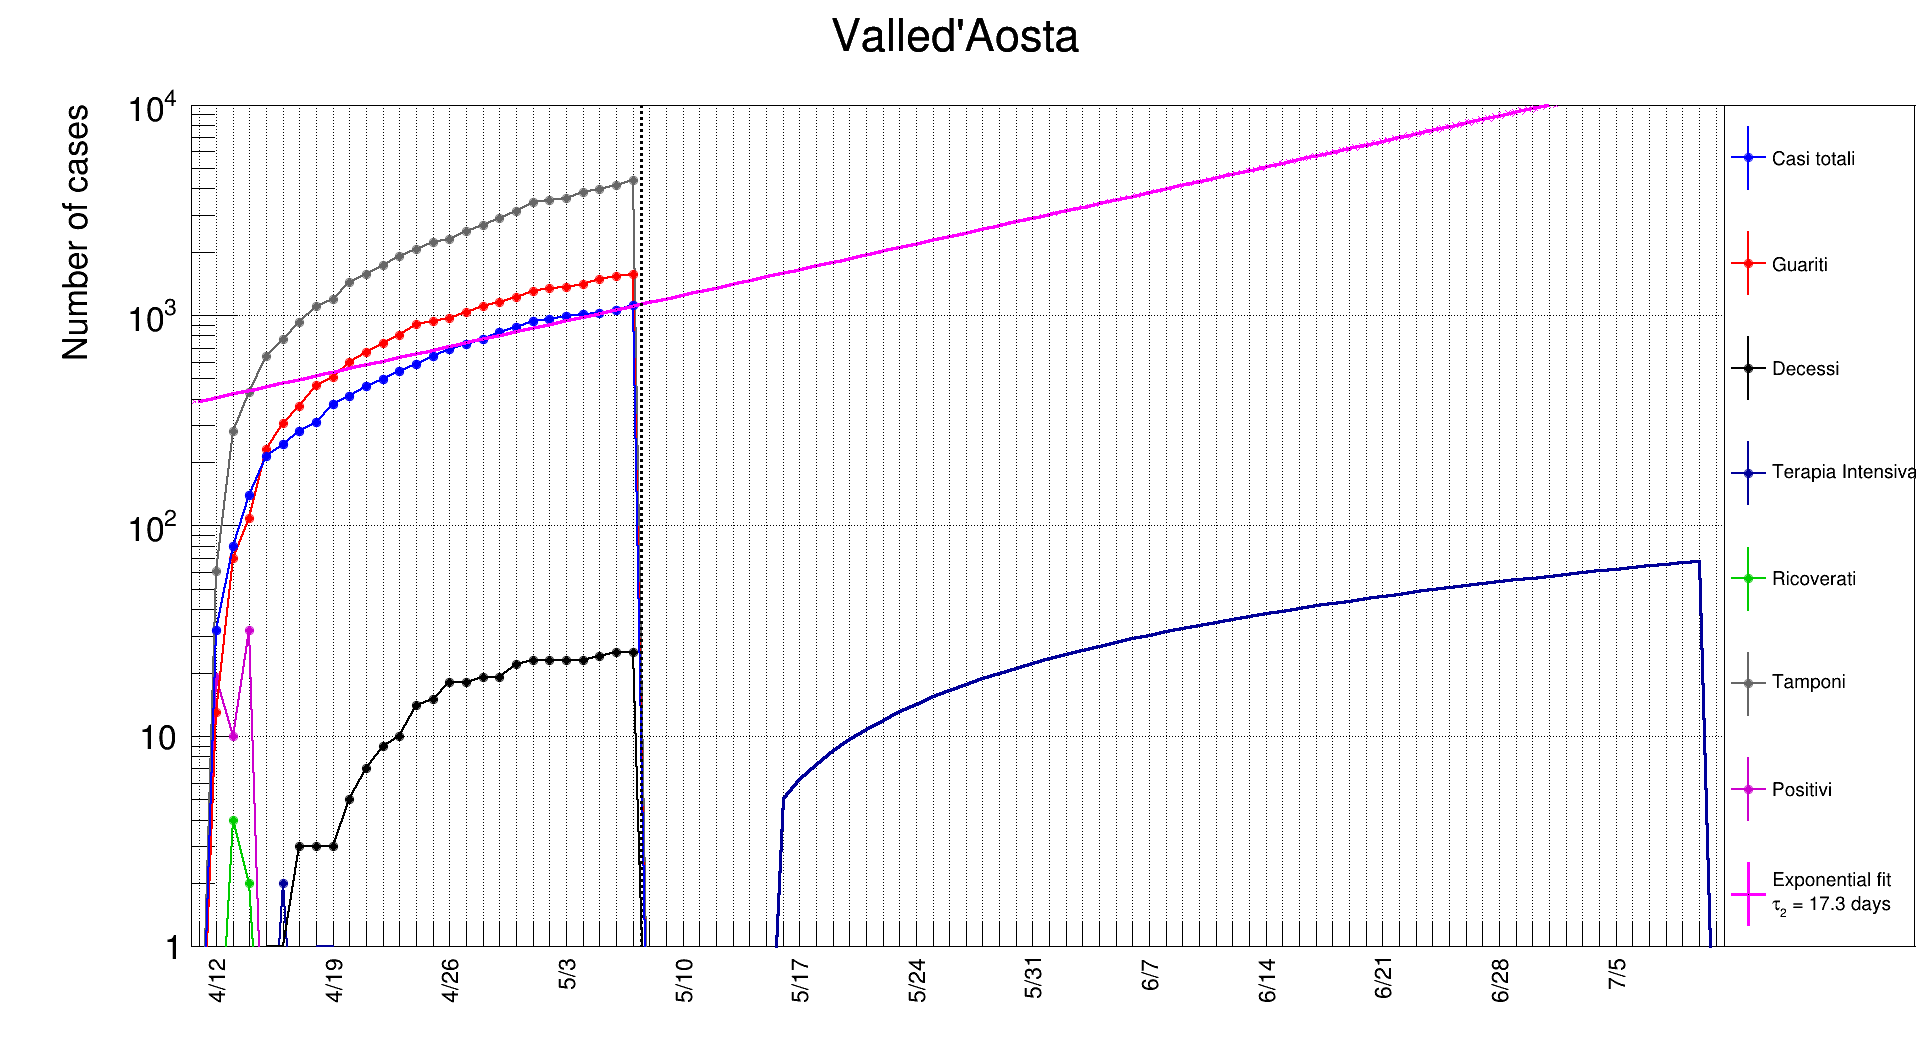 Valled'Aosta
Number of cases
10^4
10^3
10^2
10
1
4/12
4/19
4/26
5/3
5/10
5/17
5/24
5/31
6/7
6/14
6/21
6/28
7/5
Casi totali
Guariti
Decessi
Terapia Intensiva
Ricoverati
Tamponi
Positivi
Exponential fit
τ₂ = 17.3 days